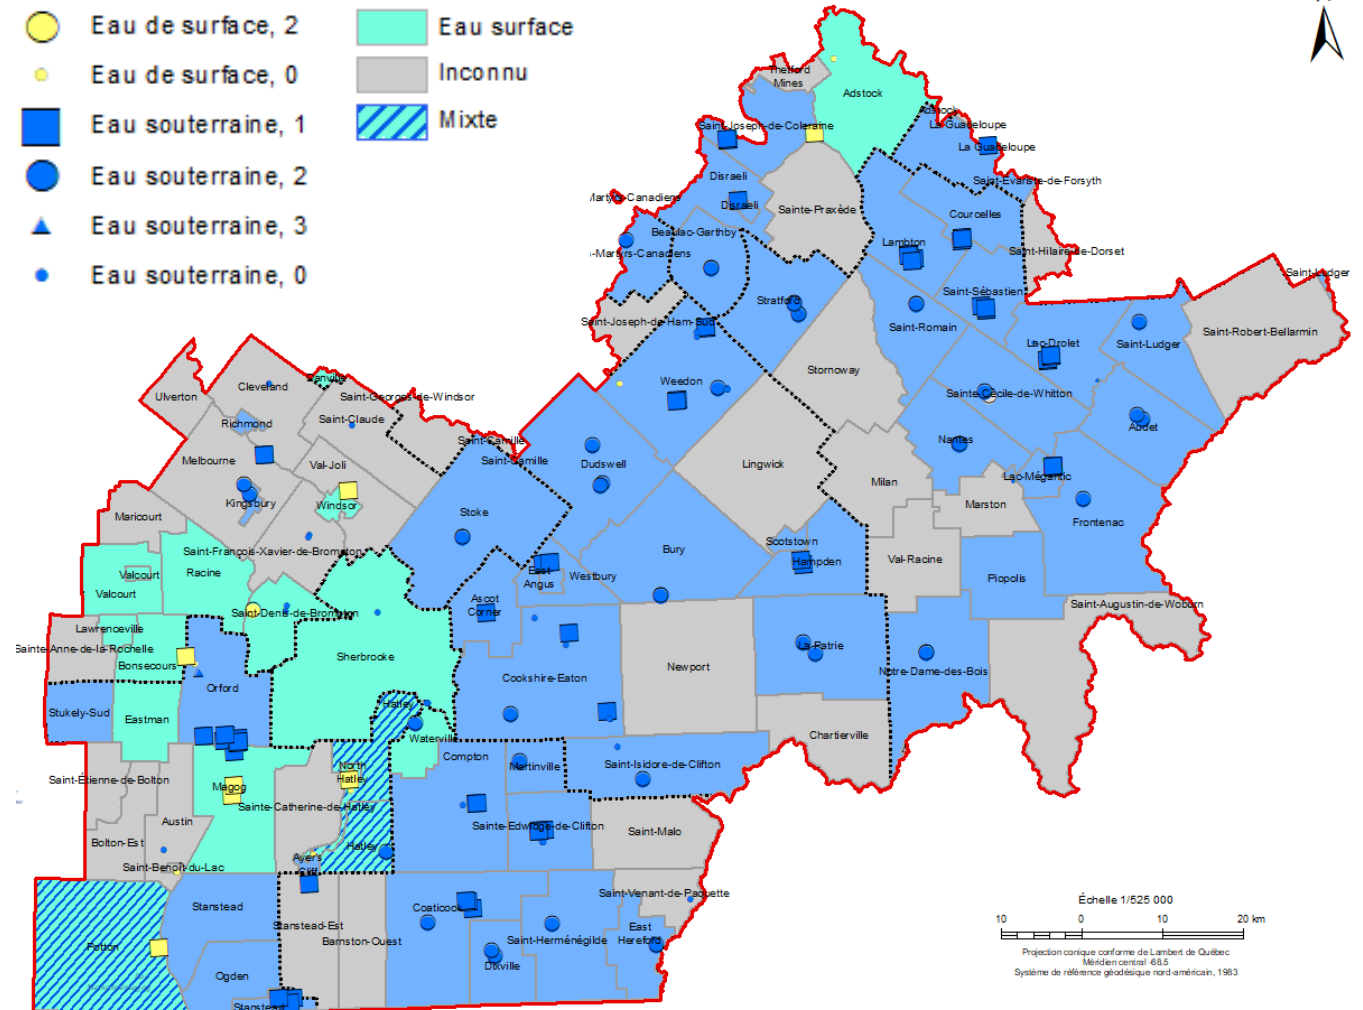 Eau de surface, 2
Eau de surface, 0
Eau souterraine, 1
Eau souterraine, 2
Eau souterraine, 3
Eau souterraine, 0
Eau surface
Inconnu
Mixte
Thetford
Mines
Adstock
Adstock
La Guadeloupe
Saint-Joseph-de-Coleraine
La Guadeloupe
Disraeli
Saint-Evariste-de-Forsyth
Martyrs-Canadiens
Disraeli
Sainte-Praxède
Courcelles
Beaulac-Garthby
Lambton
Saint-Hilaire-de-Dorset
-Martyrs-Canadiens
Saint-Ludger
Saint-Sébastien
Stratford
Saint-Joseph-de-Ham-Sud
Saint-Romain
Saint-Robert-Bellarmin
Lac-Drolet
Saint-Ludger
Stornoway
Danville
Weedon
Cleveland
Ulverton
Saint-Georges-de-Windsor
Sainte-Cécile-de-Whitton
Saint-Claude
Richmond
Audet
Saint-Camille
Nantes
Saint-Camille
Melbourne
Val-Joli
Dudswell
Lingwick
Lac-Mégantic
Milan
Kingsbury
Windsor
Marston
Stoke
Maricourt
Frontenac
Scotstown
Saint-François-Xavier-de-Brompton
Bury
Hampden
Val-Racine
East
Angus
Westbury
Valcourt
Racine
Piopolis
Valcourt
Ascot
Corner
Saint-Augustin-de-Woburn
Saint-Denis-de-Brompton
Lawrenceville
Sainte-Anne-de-la-Rochelle
La Patrie
Sherbrooke
Bonsecours
Newport
Notre-Dame-des-Bois
Cookshire-Eaton
Orford
Hatley
Stukely-Sud
Eastman
Chartierville
Waterville
Compton
Martinville
Saint-Isidore-de-Clifton
North
Hatley
Saint-Étienne-de-Bolton
Magog
Sainte-Catherine-de-Hatley
Austin
Sainte-Edwidge-de-Clifton
Saint-Malo
Bolton-Est
Hatley
Ayer's
Cliff
Saint-Benoît-du-Lac
Saint-Venant-de-Paquette
Stanstead
Coaticook
Stanstead-Est
East
Hereford
Barnston-Ouest
Saint-Herménégilde
Potton
Dixville
Ogden
Stanstead
Échelle 1/525 000
10 0 10 20 km
Projection conique conforme de Lambert de Québec
Méridien central -68.5
Système de référence géodésique nord-américain, 1983